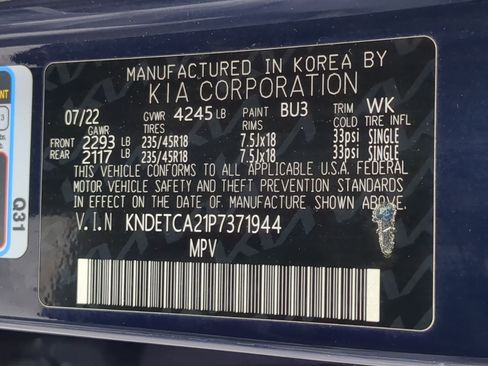 MANUFACTURED IN KOREA BY
KIA CORPORATION
07/22 GVWR 4245 LB PAINT BU3 TRIM WK
GAWR TIRES RIMS COLD TIRE INFL
FRONT 2293 LB 235/45R18 7.5Jx18 33psi SINGLE
REAR 2117 LB 235/45R18 7.5Jx18 33psi SINGLE
THIS VEHICLE CONFORMS TO ALL APPLICABLE U.S.A. FEDERAL
MOTOR VEHICLE SAFETY AND THEFT PREVENTION STANDARDS
IN EFFECT ON THE DATE OF MANUFACTURE SHOWN ABOVE.
V.I.N KNDETCA21P7371944
MPV
Q31